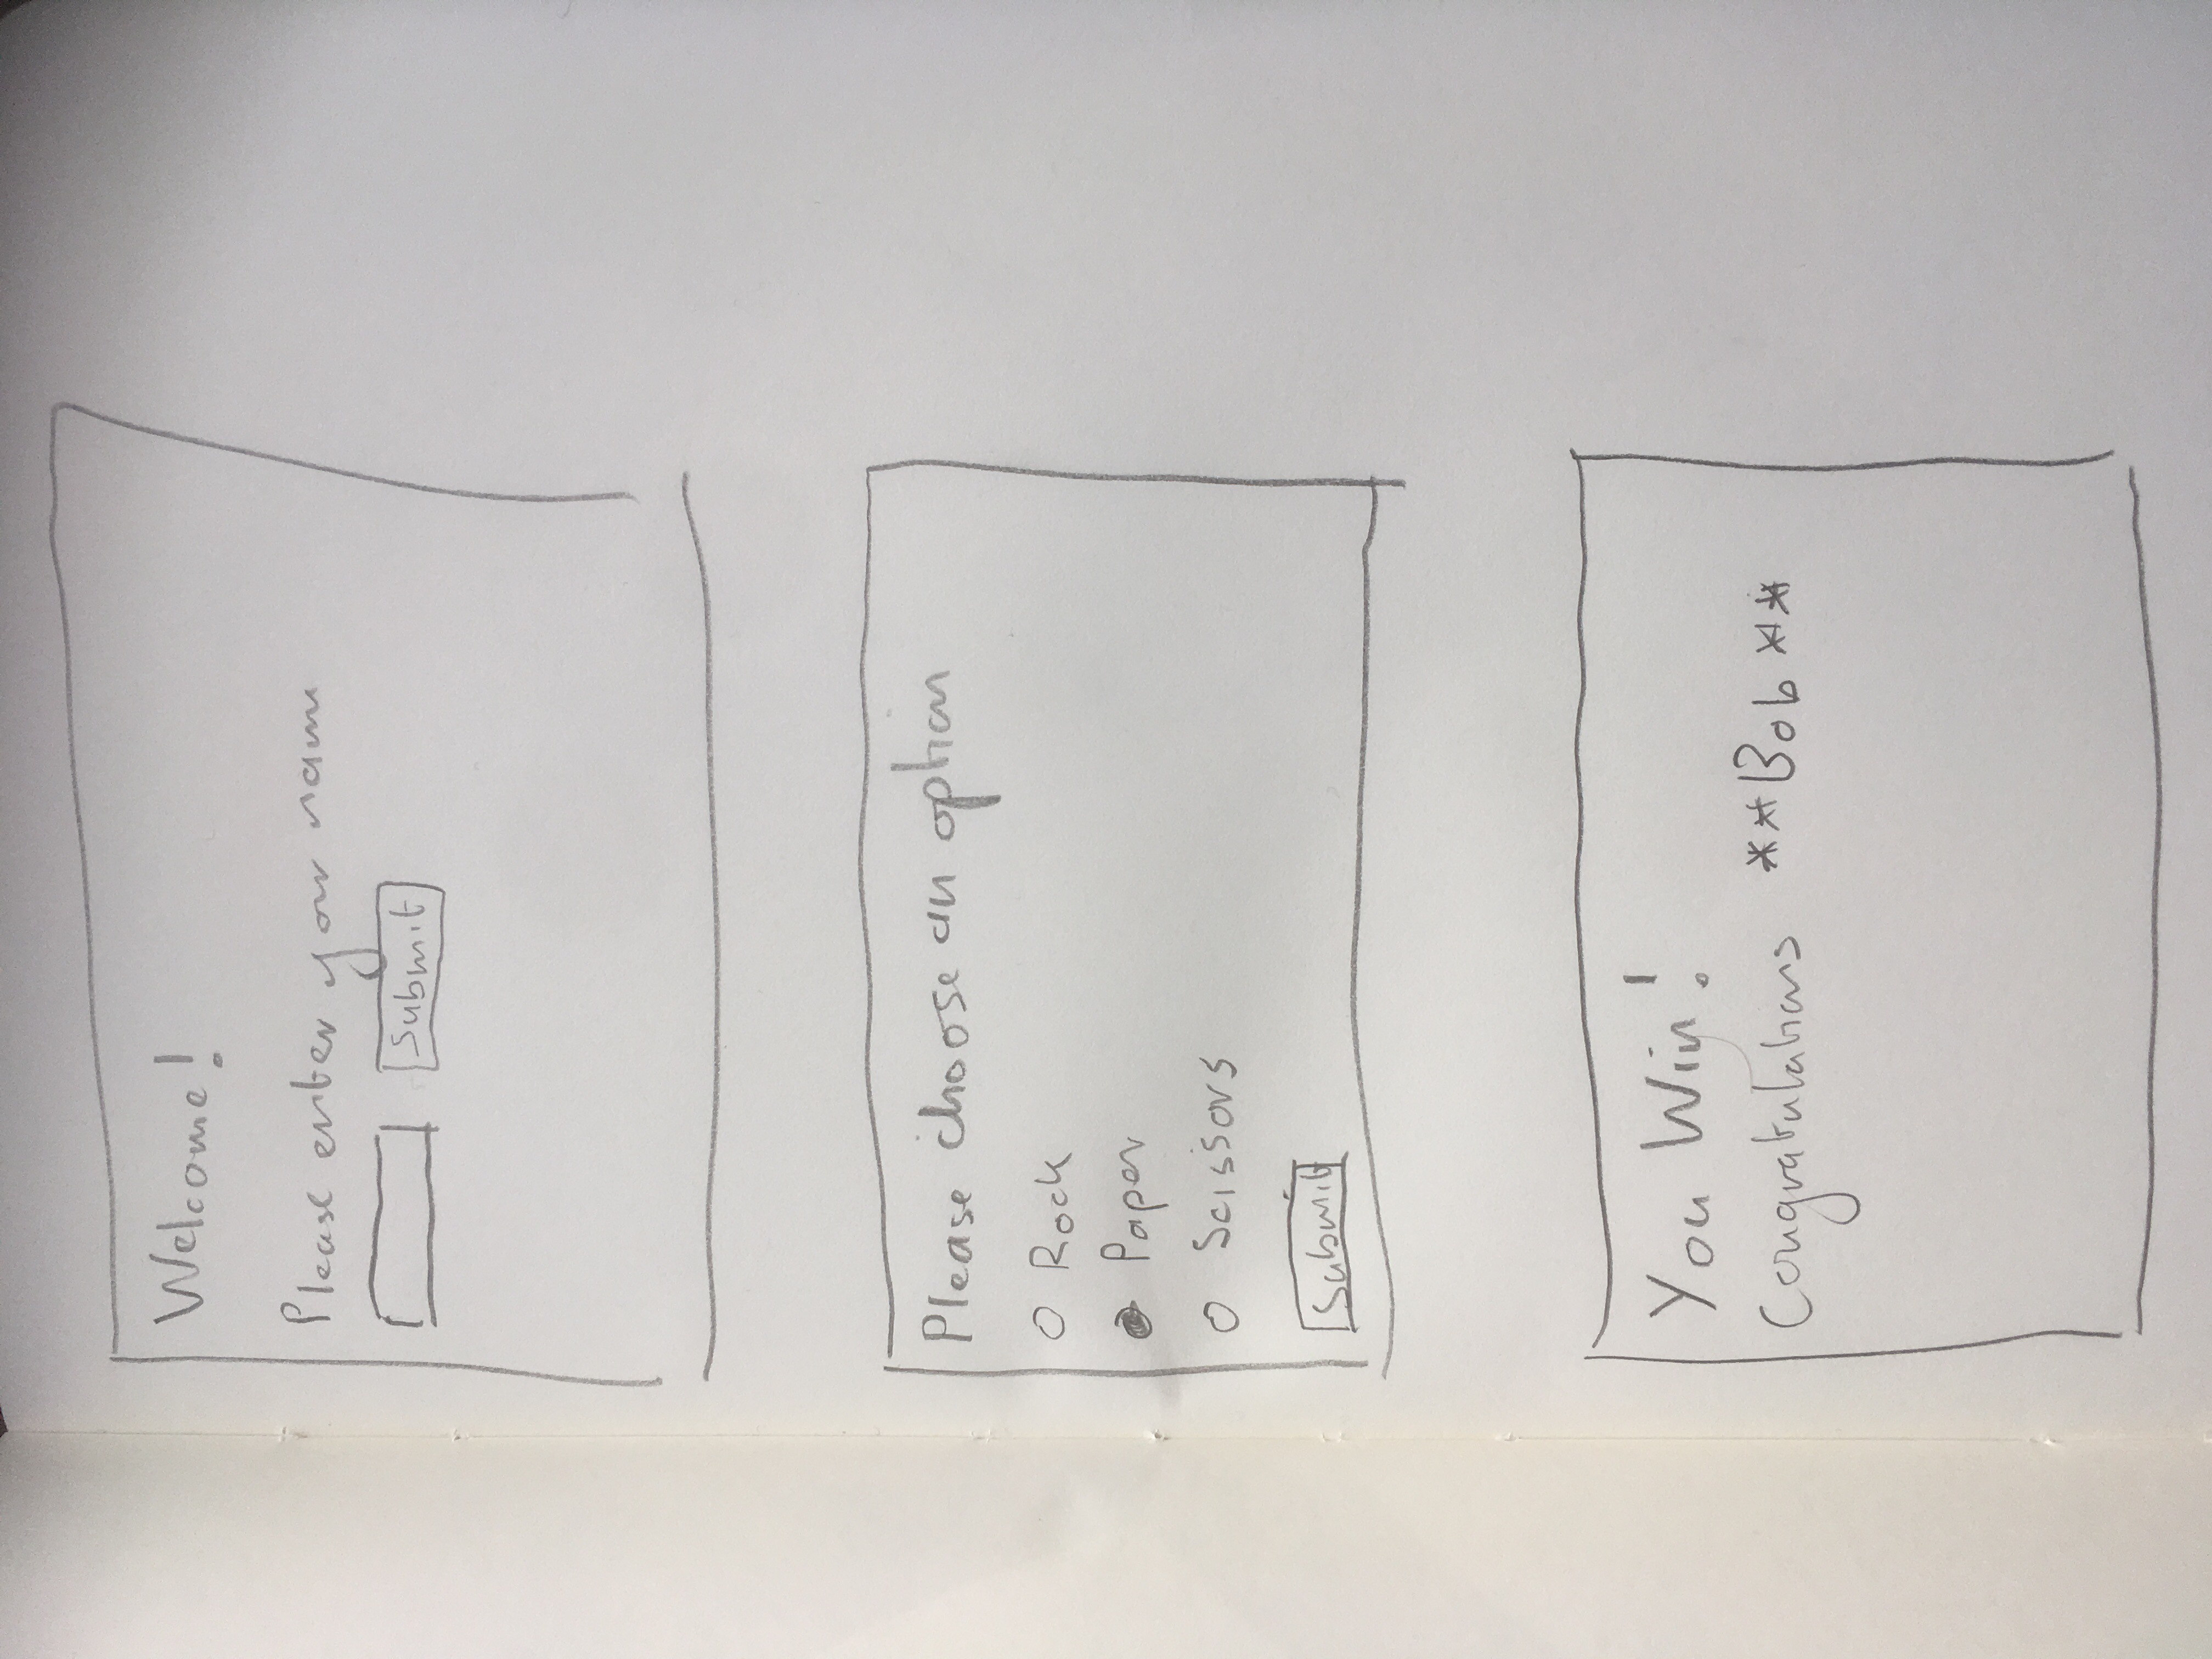 Welcome!
Please enter your name
Submit
Please choose an option
Rock
Paper
Scissors
Submit
You Win!
Congratulations **Bob**